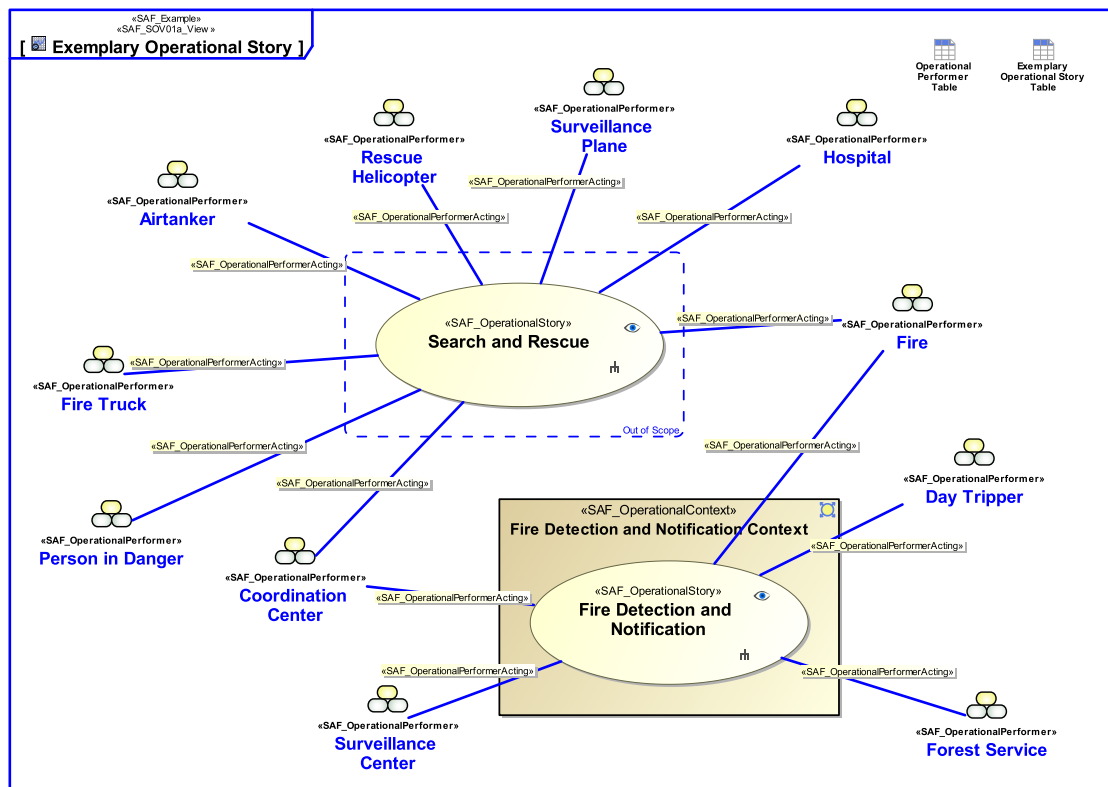 «SAF_Example»
«SAF_SOV01a_View»
[ Exemplary Operational Story ]
Operational
Performer
Table
Exemplary
Operational Story
Table
«SAF_OperationalPerformer»
Surveillance
Plane
«SAF_OperationalPerformer»
Rescue
Helicopter
«SAF_OperationalPerformer»
Hospital
«SAF_OperationalPerformer»
Airtanker
«SAF_OperationalPerformerActing»
«SAF_OperationalPerformerActing»
«SAF_OperationalPerformerActing»
«SAF_OperationalPerformerActing»
«SAF_OperationalStory»
Search and Rescue
«SAF_OperationalPerformerActing»
«SAF_OperationalPerformer»
Fire
«SAF_OperationalPerformerActing»
«SAF_OperationalPerformer»
Fire Truck
Out of Scope
«SAF_OperationalPerformerActing»
«SAF_OperationalPerformerActing»
«SAF_OperationalPerformerActing»
«SAF_OperationalPerformer»
Day Tripper
«SAF_OperationalContext»
Fire Detection and Notification Context
«SAF_OperationalPerformer»
Person in Danger
«SAF_OperationalPerformerActing»
«SAF_OperationalPerformer»
Coordination
Center
«SAF_OperationalPerformerActing»
«SAF_OperationalStory»
Fire Detection and
Notification
«SAF_OperationalPerformerActing»
«SAF_OperationalPerformerActing»
«SAF_OperationalPerformer»
Surveillance
Center
«SAF_OperationalPerformer»
Forest Service